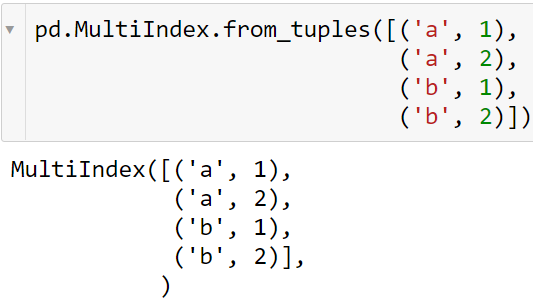 pd.MultiIndex.from_tuples([('a', 1),
                           ('a', 2),
                           ('b', 1),
                           ('b', 2)])
MultiIndex([('a', 1),
            ('a', 2),
            ('b', 1),
            ('b', 2)],
           )